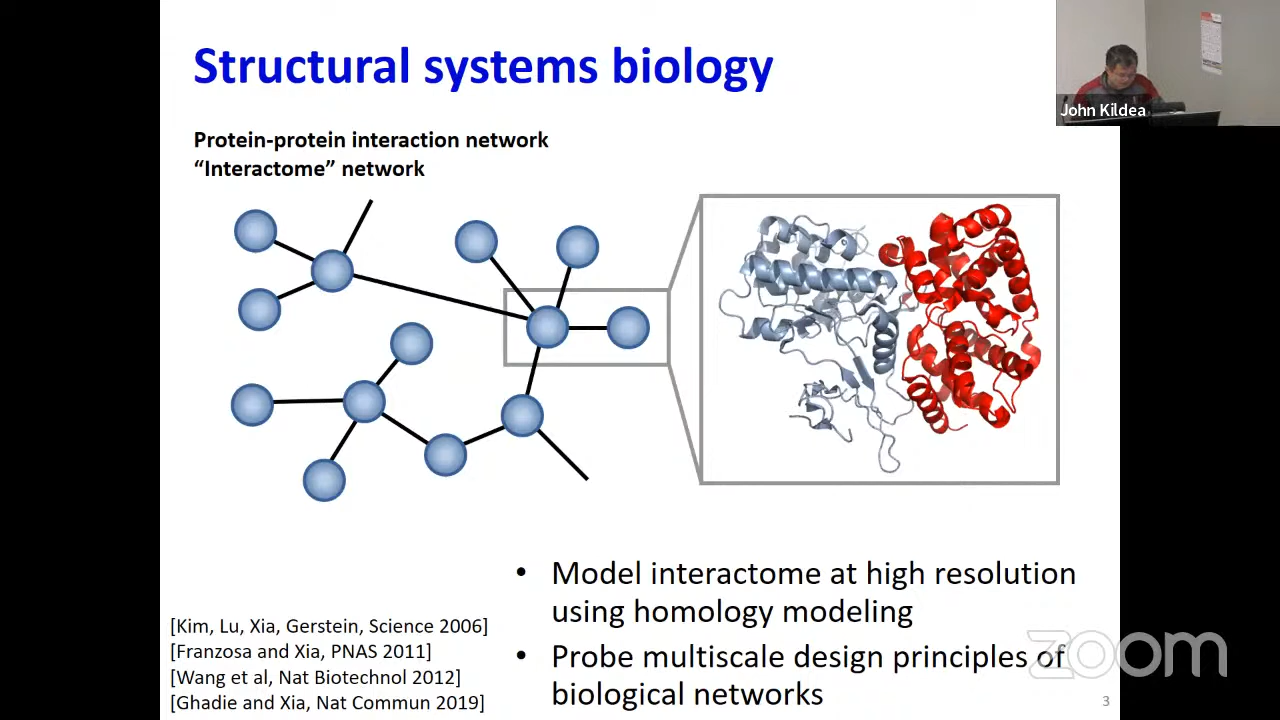 Structural systems biology
John Kildea
Protein-protein interaction network
“Interactome” network
• Model interactome at high resolution
using homology modeling
• Probe multiscale design principles of
biological networks
[Kim, Lu, Xia, Gerstein, Science 2006]
[Franzosa and Xia, PNAS 2011]
[Wang et al, Nat Biotechnol 2012]
[Ghadie and Xia, Nat Commun 2019]
zoom
3